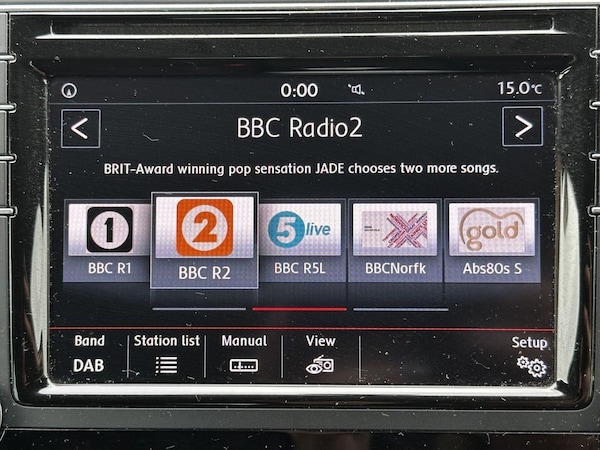 0:00
15.0°C
<
BBC Radio2
>
BRIT-Award winning pop sensation JADE chooses two more songs.
1
2
5 live
gold
BBC R1
BBC R2
BBC R5L
BBCNorfk
Abs80s S
Band
Station list
Manual
View
Setup
DAB